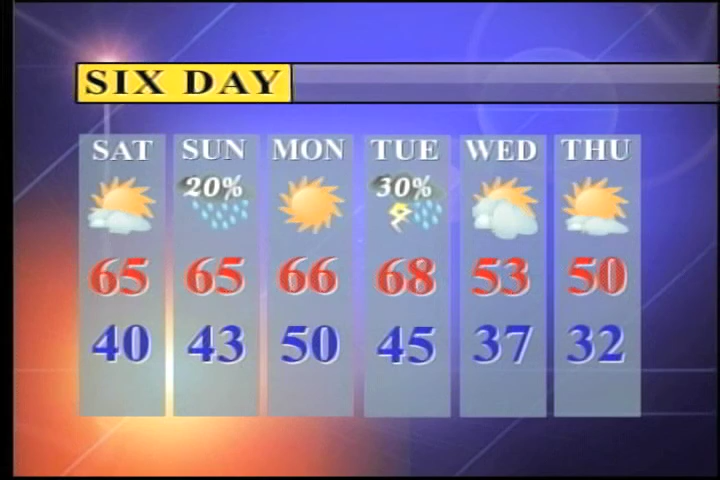 SIX DAY
SAT SUN MON TUE WED THU
20% 30%
65 65 66 68 53 50
40 43 50 45 37 32